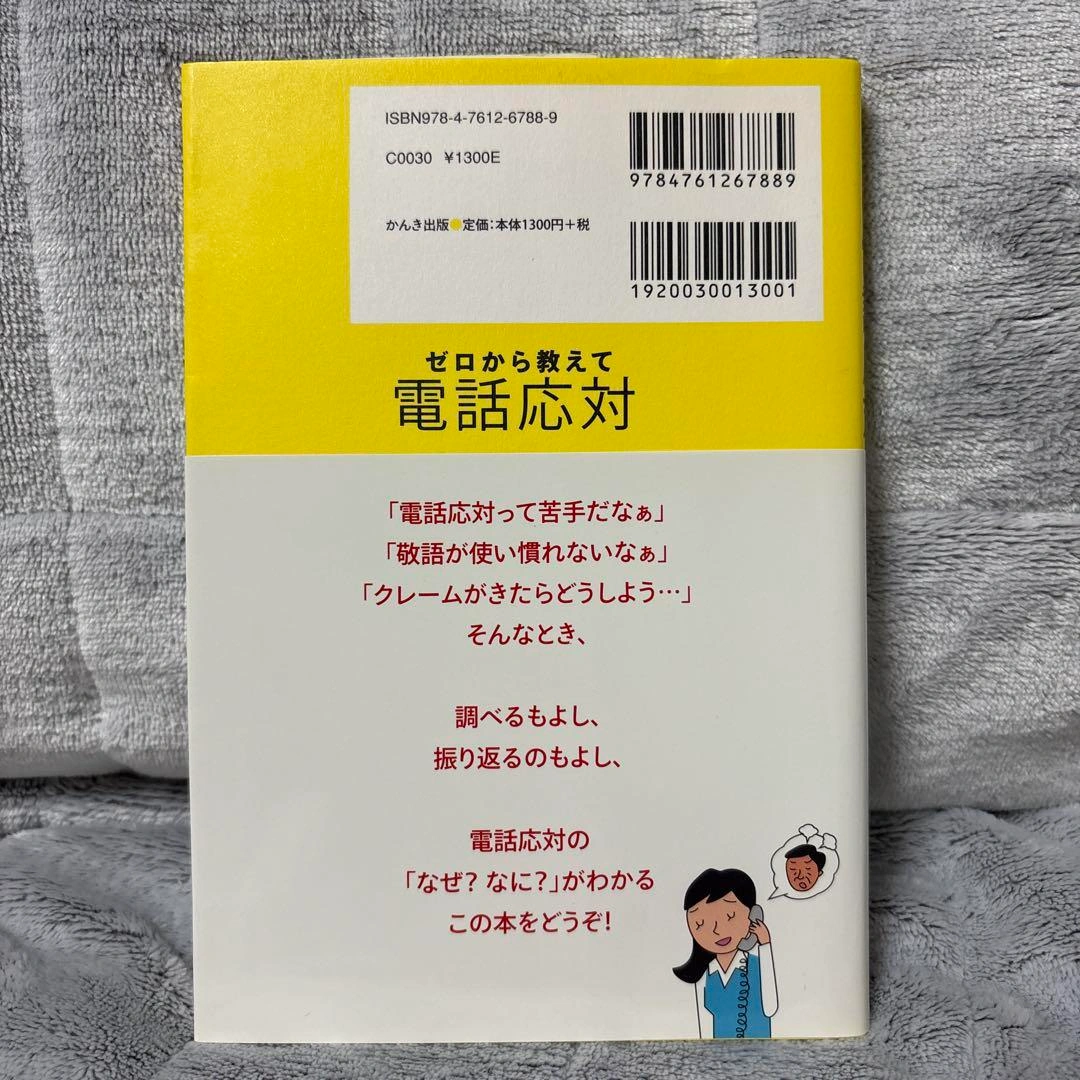 ISBN978-4-7612-6788-9
C0030 ¥1300E
9784761267889
かんき出版●定価：本体1300円＋税
1920030013001
ゼロから教えて
電話応対
「電話応対って苦手だなぁ」
「敬語が使い慣れないなぁ」
「クレームがきたらどうしよう…」
そんなとき、
調べるもよし、
振り返るのもよし、
電話応対の
「なぜ？なに？」がわかる
この本をどうぞ！